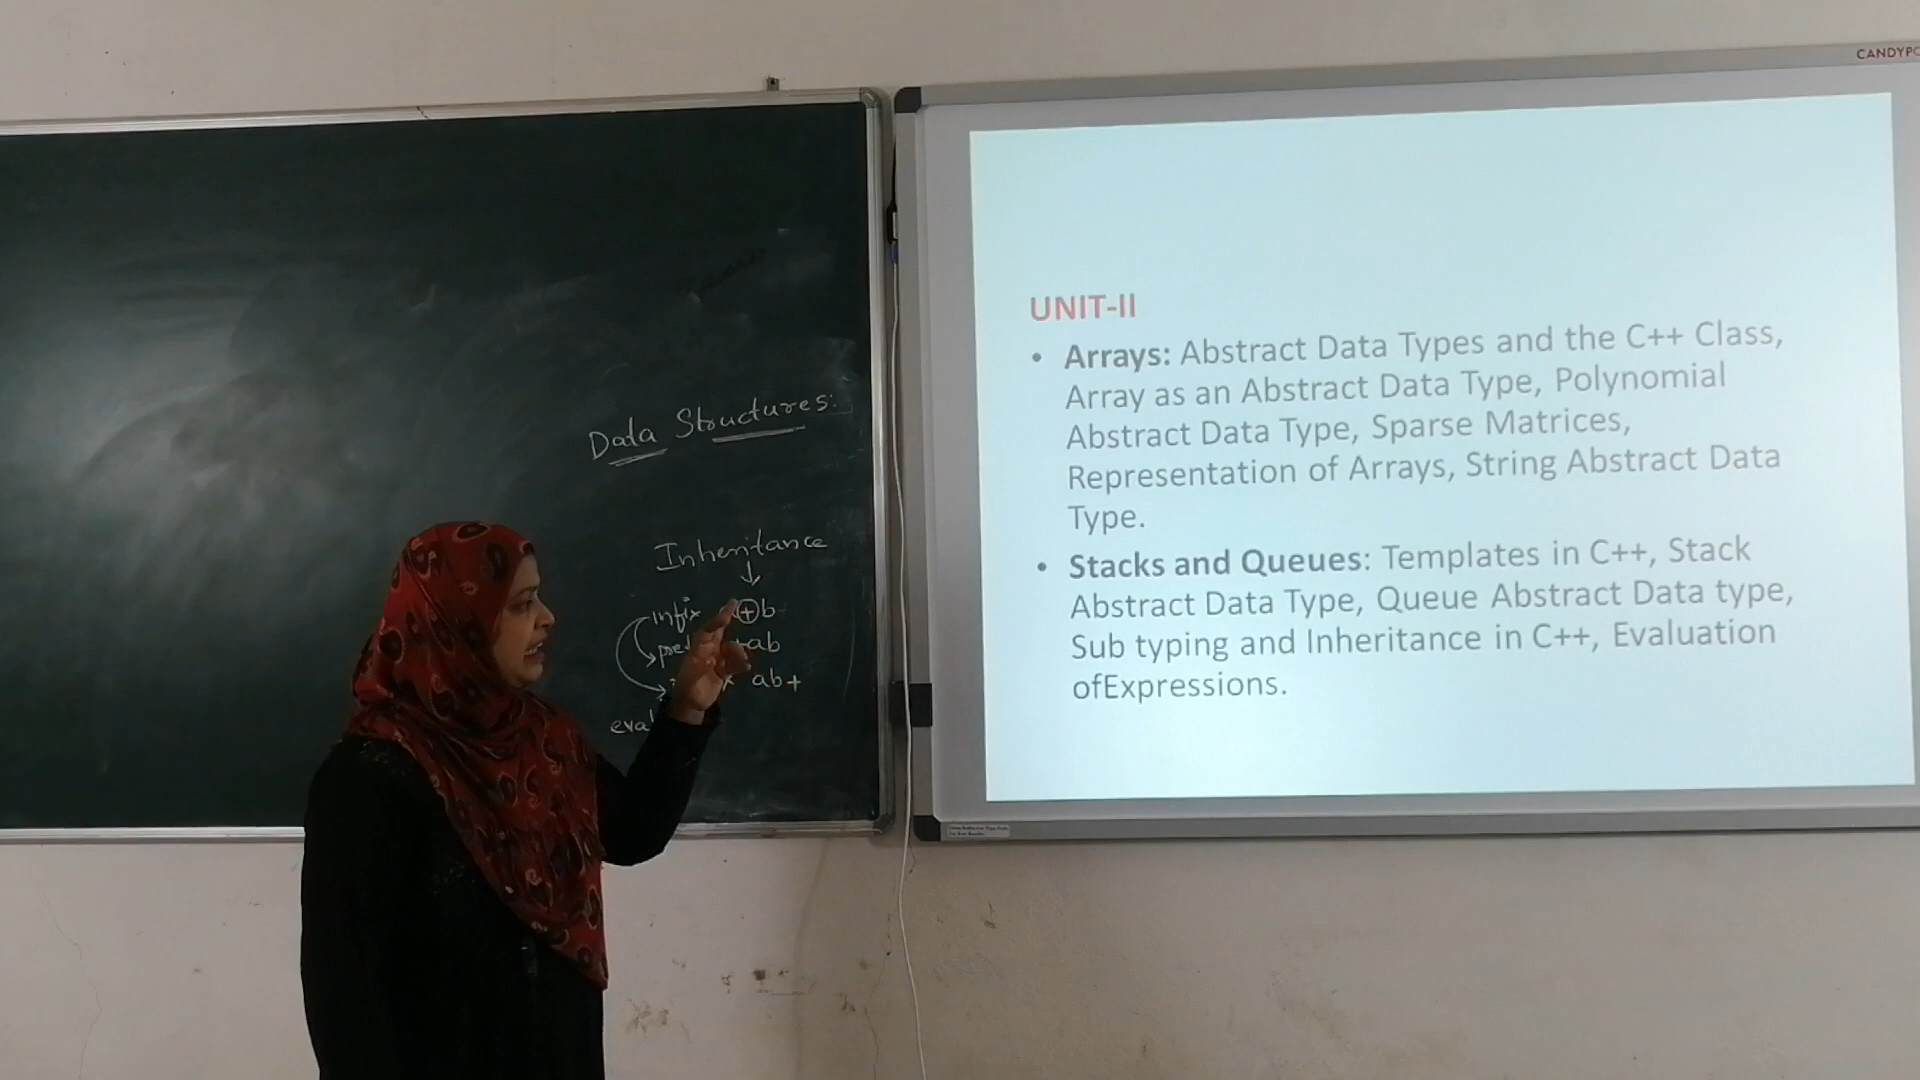 Data Structures:
Inheritance
infix +b
ab
ab+
CANDYPO
UNIT-II
• Arrays: Abstract Data Types and the C++ Class,
Array as an Abstract Data Type, Polynomial
Abstract Data Type, Sparse Matrices,
Representation of Arrays, String Abstract Data
Type.
• Stacks and Queues: Templates in C++, Stack
Abstract Data Type, Queue Abstract Data type,
Sub typing and Inheritance in C++, Evaluation
ofExpressions.